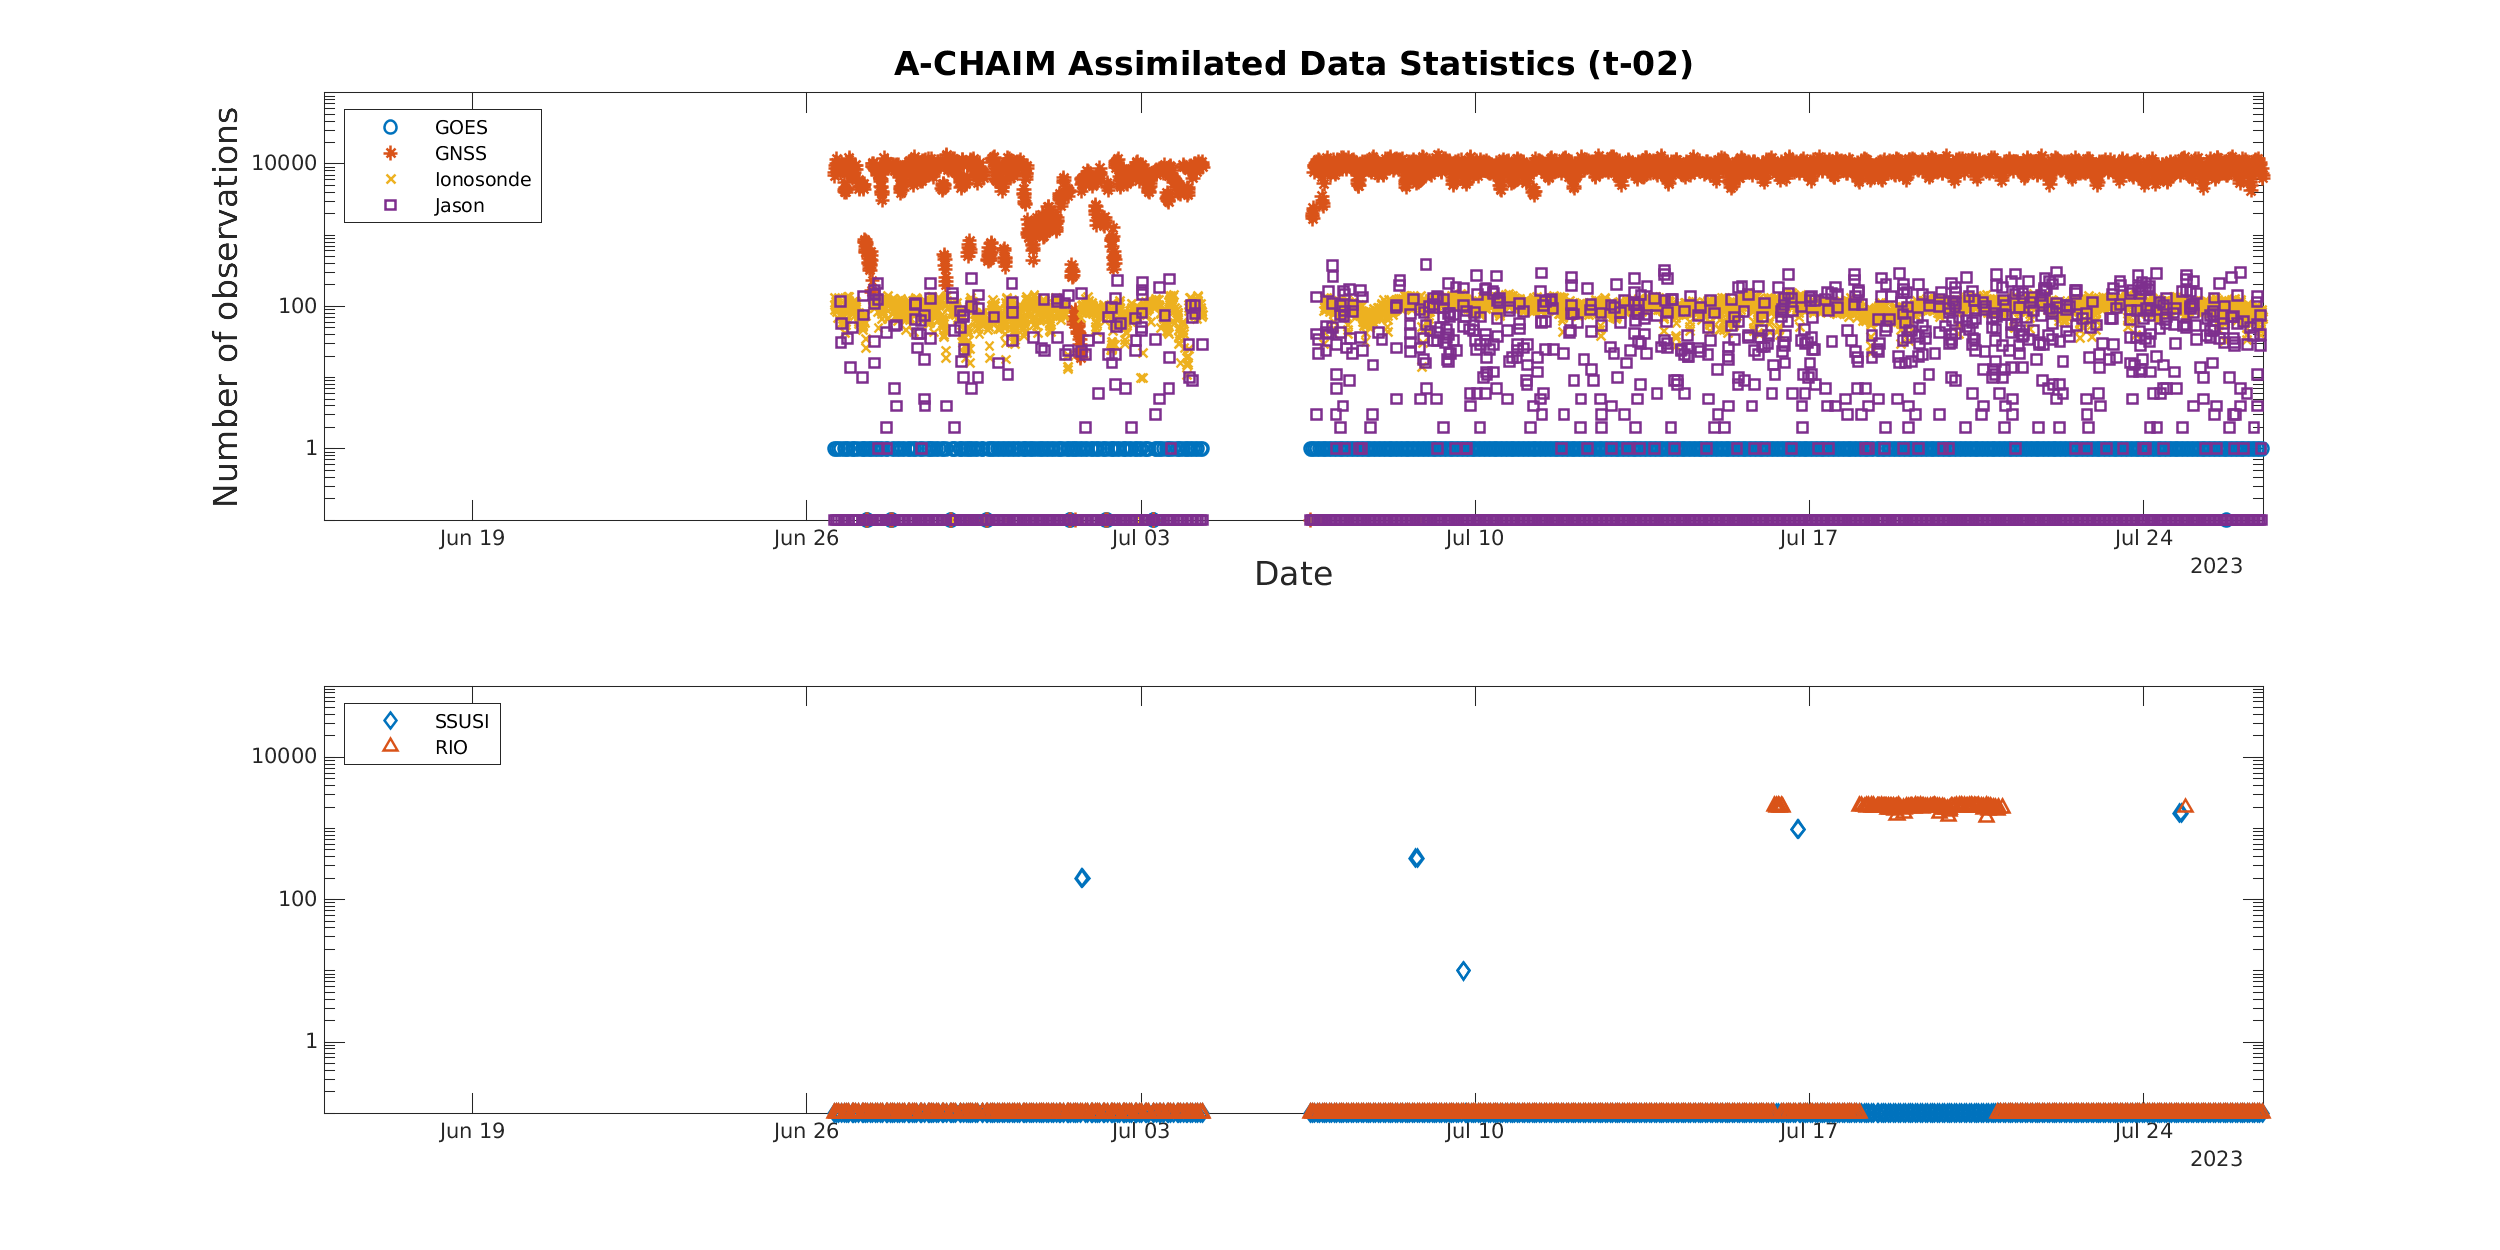 A-CHAIM Assimilated Data Statistics (t-02)
Number of observations
10000
100
1
GOES
GNSS
Ionosonde
Jason
Jun 19 Jun 26 Jul 03 Jul 10 Jul 17 Jul 24
2023
Date
10000
100
1
SSUSI
RIO
Jun 19 Jun 26 Jul 03 Jul 10 Jul 17 Jul 24
2023